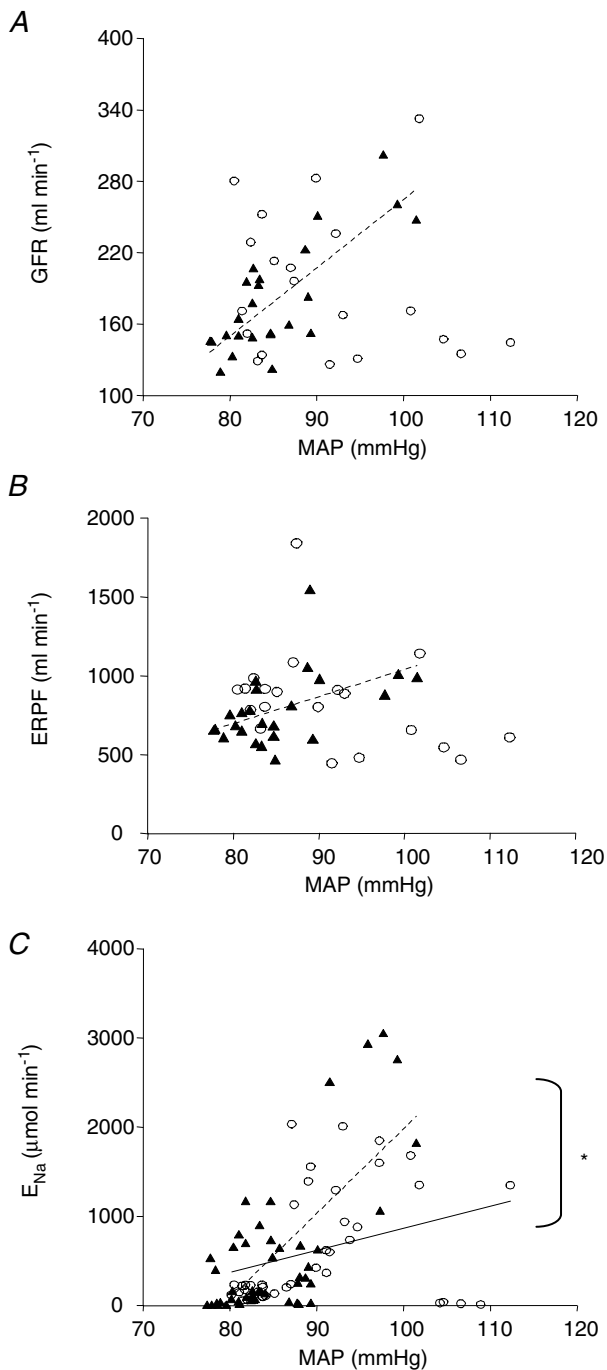 A
400
340
280
220
160
100
GFR (ml min⁻¹)
70 80 90 100 110 120
MAP (mmHg)
B
2000
1500
1000
500
0
ERPF (ml min⁻¹)
70 80 90 100 110 120
MAP (mmHg)
C
4000
3000
2000
1000
0
E_Na (μmol min⁻¹)
*
70 80 90 100 110 120
MAP (mmHg)